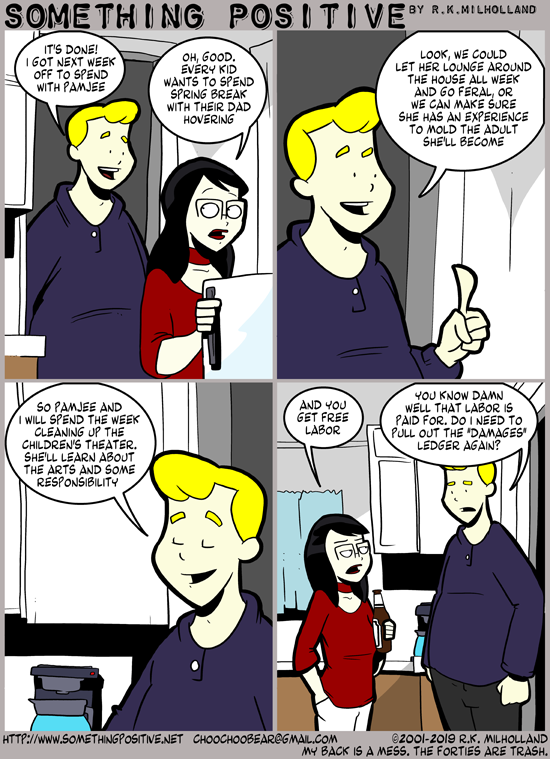 SOMETHING POSITIVE BY R.K.MILHOLLAND
IT'S DONE!
I GOT NEXT WEEK
OFF TO SPEND
WITH PAMJEE
OH, GOOD.
EVERY KID
WANTS TO SPEND
SPRING BREAK
WITH THEIR DAD
HOVERING
LOOK, WE COULD
LET HER LOUNGE AROUND
THE HOUSE ALL WEEK
AND GO FERAL, OR
WE CAN MAKE SURE
SHE HAS AN EXPERIENCE
TO MOLD THE ADULT
SHE'LL BECOME
SO PAMJEE AND
I WILL SPEND THE WEEK
CLEANING UP THE
CHILDREN'S THEATER.
SHE'LL LEARN ABOUT
THE ARTS AND SOME
RESPONSIBILITY
AND YOU
GET FREE
LABOR
YOU KNOW DAMN
WELL THAT LABOR IS
PAID FOR. DO I NEED TO
PULL OUT THE "DAMAGES"
LEDGER AGAIN?
HTTP://WWW.SOMETHINGPOSITIVE.NET CHOOCHOOBEAR@GMAIL.COM ©2001-2019 R.K. MILHOLLAND
MY BACK IS A MESS. THE FORTIES ARE TRASH.